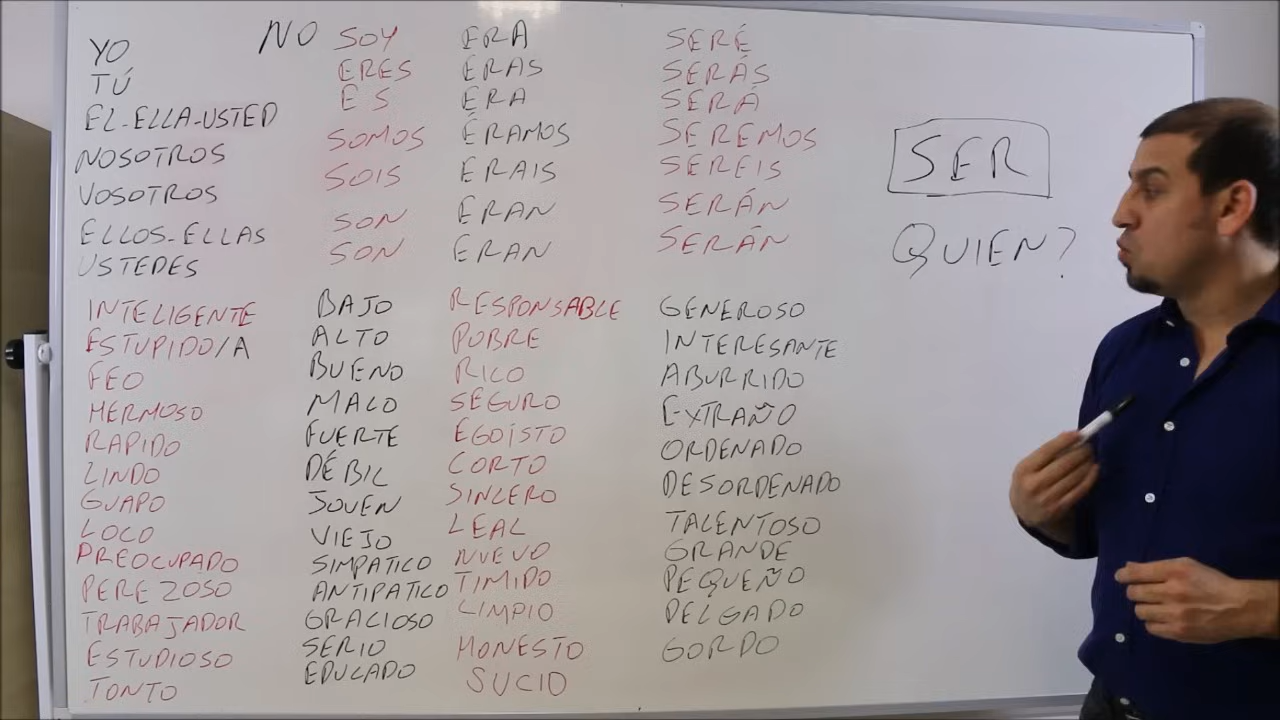 YO NO SOY ERA SERÉ
TÚ ERES ERAS SERÁS
EL-ELLA-USTED ES ERA SERÁ
NOSOTROS SOMOS ÉRAMOS SEREMOS
VOSOTROS SOIS ERAIS SEREIS
ELLOS-ELLAS SON ERAN SERÁN
USTEDES SON ERAN SERÁN
SER
QUIEN?
INTELIGENTE BAJO RESPONSABLE GENEROSO
ESTUPIDO/A ALTO POBRE INTERESANTE
FEO BUENO RICO ABURRIDO
HERMOSO MALO SEGURO EXTRAÑO
RAPIDO FUERTE EGOÍSTO ORDENADO
LINDO DÉBIL CORTO DESORDENADO
GUAPO JOVEN SINCERO TALENTOSO
LOCO VIEJO LEAL GRANDE
PREOCUPADO SIMPATICO NUEVO PEQUEÑO
PEREZOSO ANTIPATICO TIMIDO DELGADO
TRABAJADOR GRACIOSO LIMPIO GORDO
ESTUDIOSO SERIO HONESTO
TONTO EDUCADO SUCIO